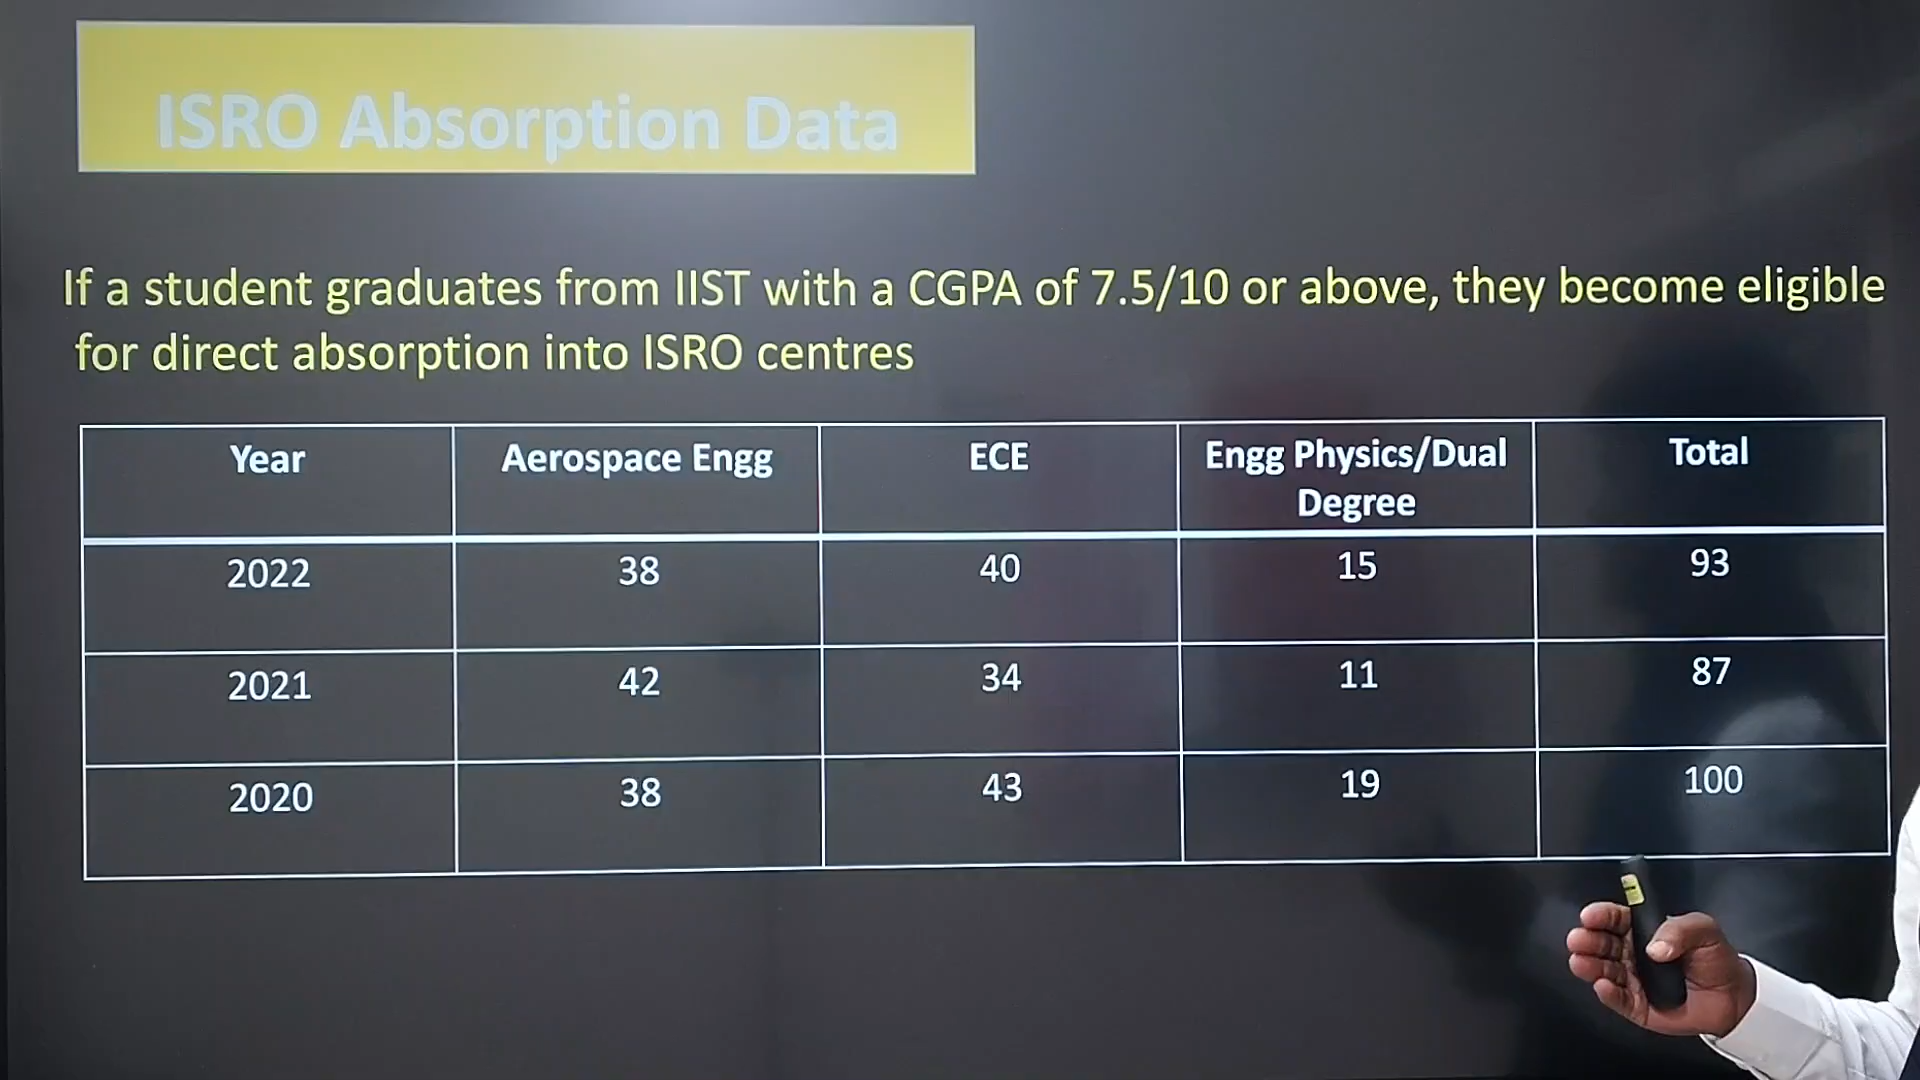 ISRO Absorption Data
If a student graduates from IIST with a CGPA of 7.5/10 or above, they become eligible
for direct absorption into ISRO centres
Year Aerospace Engg ECE Engg Physics/Dual Total
Degree
2022 38 40 15 93
2021 42 34 11 87
2020 38 43 19 100